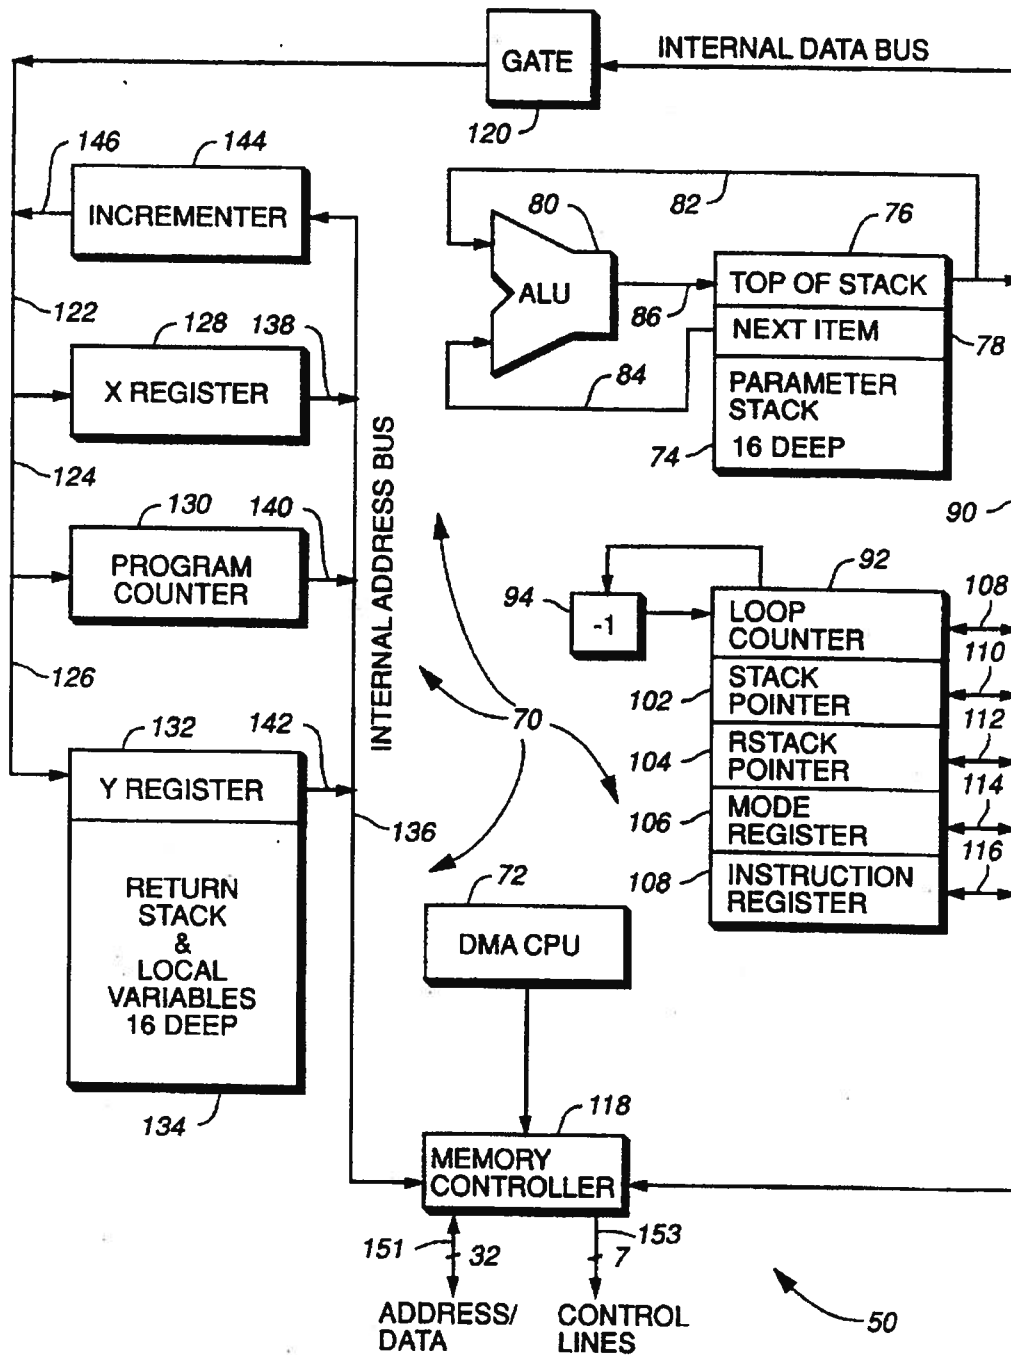 GATE
INTERNAL DATA BUS
120
146
144
INCREMENTER
82
80
76
ALU
TOP OF STACK
86
NEXT ITEM
78
122
128
138
X REGISTER
84
PARAMETER
STACK
16 DEEP
74
124
INTERNAL ADDRESS BUS
90
130
140
PROGRAM
COUNTER
94
-1
92
LOOP
COUNTER
108
110
STACK
POINTER
102
112
126
70
RSTACK
POINTER
104
114
132
142
Y REGISTER
MODE
REGISTER
106
116
136
INSTRUCTION
REGISTER
108
RETURN
STACK
&
LOCAL
VARIABLES
16 DEEP
72
DMA CPU
134
118
MEMORY
CONTROLLER
151
32
153
7
ADDRESS/
DATA
CONTROL
LINES
50